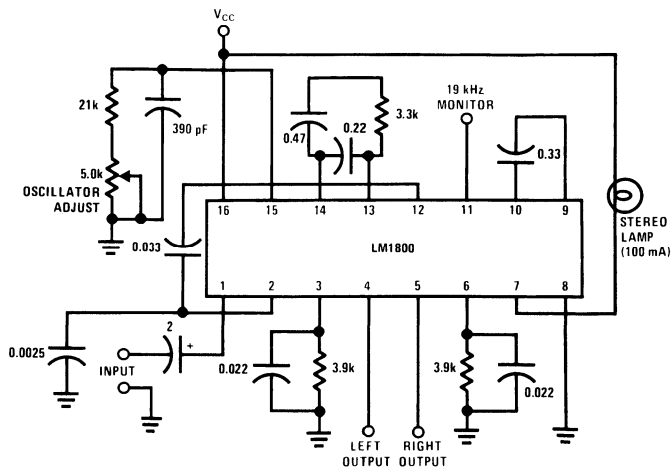 VCC
21k
390 pF
0.47
0.22
3.3k
19 kHz
MONITOR
0.33
5.0k
OSCILLATOR
ADJUST
STEREO
LAMP
(100 mA)
16 15 14 13 12 11 10 9
LM1800
1 2 3 4 5 6 7 8
0.033
0.0025
2
+
INPUT
0.022
3.9k
3.9k
0.022
LEFT
OUTPUT
RIGHT
OUTPUT